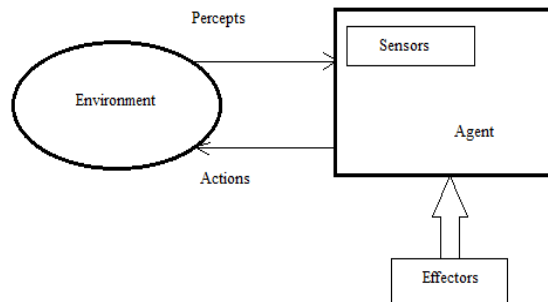 Percepts
Sensors
Environment
Agent
Actions
Effectors